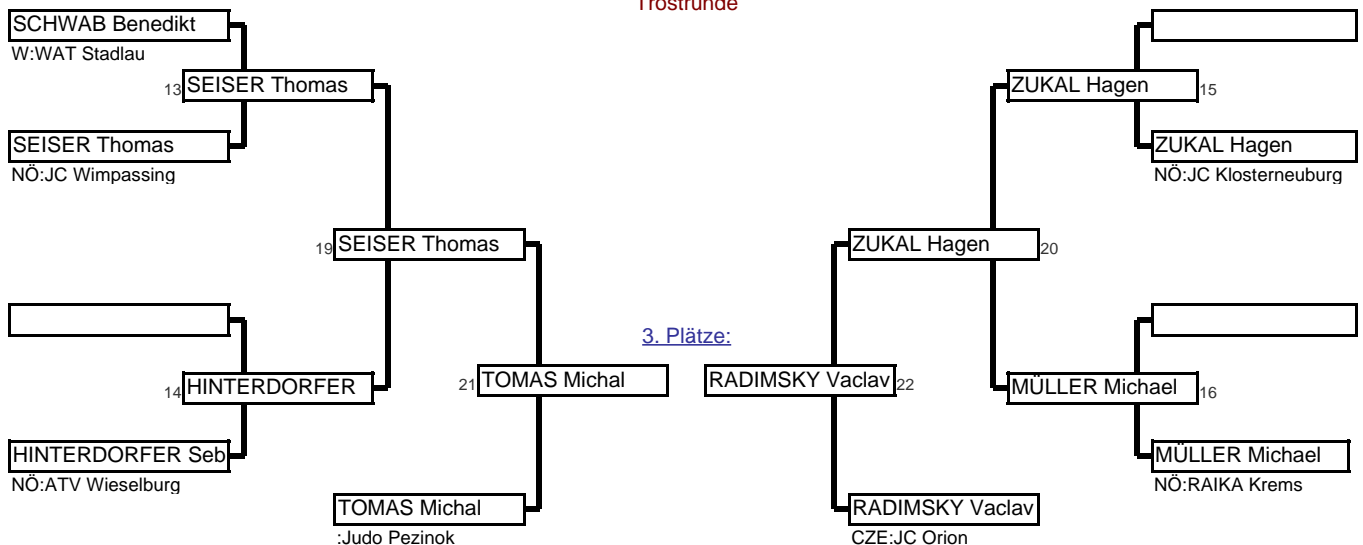 Trostrunde
SCHWAB Benedikt
W:WAT Stadlau
13 SEISER Thomas
ZUKAL Hagen 15
SEISER Thomas
NÖ:JC Wimpassing
ZUKAL Hagen
NÖ:JC Klosterneuburg
19 SEISER Thomas
ZUKAL Hagen 20
3. Plätze:
14 HINTERDORFER
21 TOMAS Michal
RADIMSKY Vaclav 22
MÜLLER Michael 16
HINTERDORFER Seb
NÖ:ATV Wieselburg
MÜLLER Michael
NÖ:RAIKA Krems
TOMAS Michal
:Judo Pezinok
RADIMSKY Vaclav
CZE:JC Orion